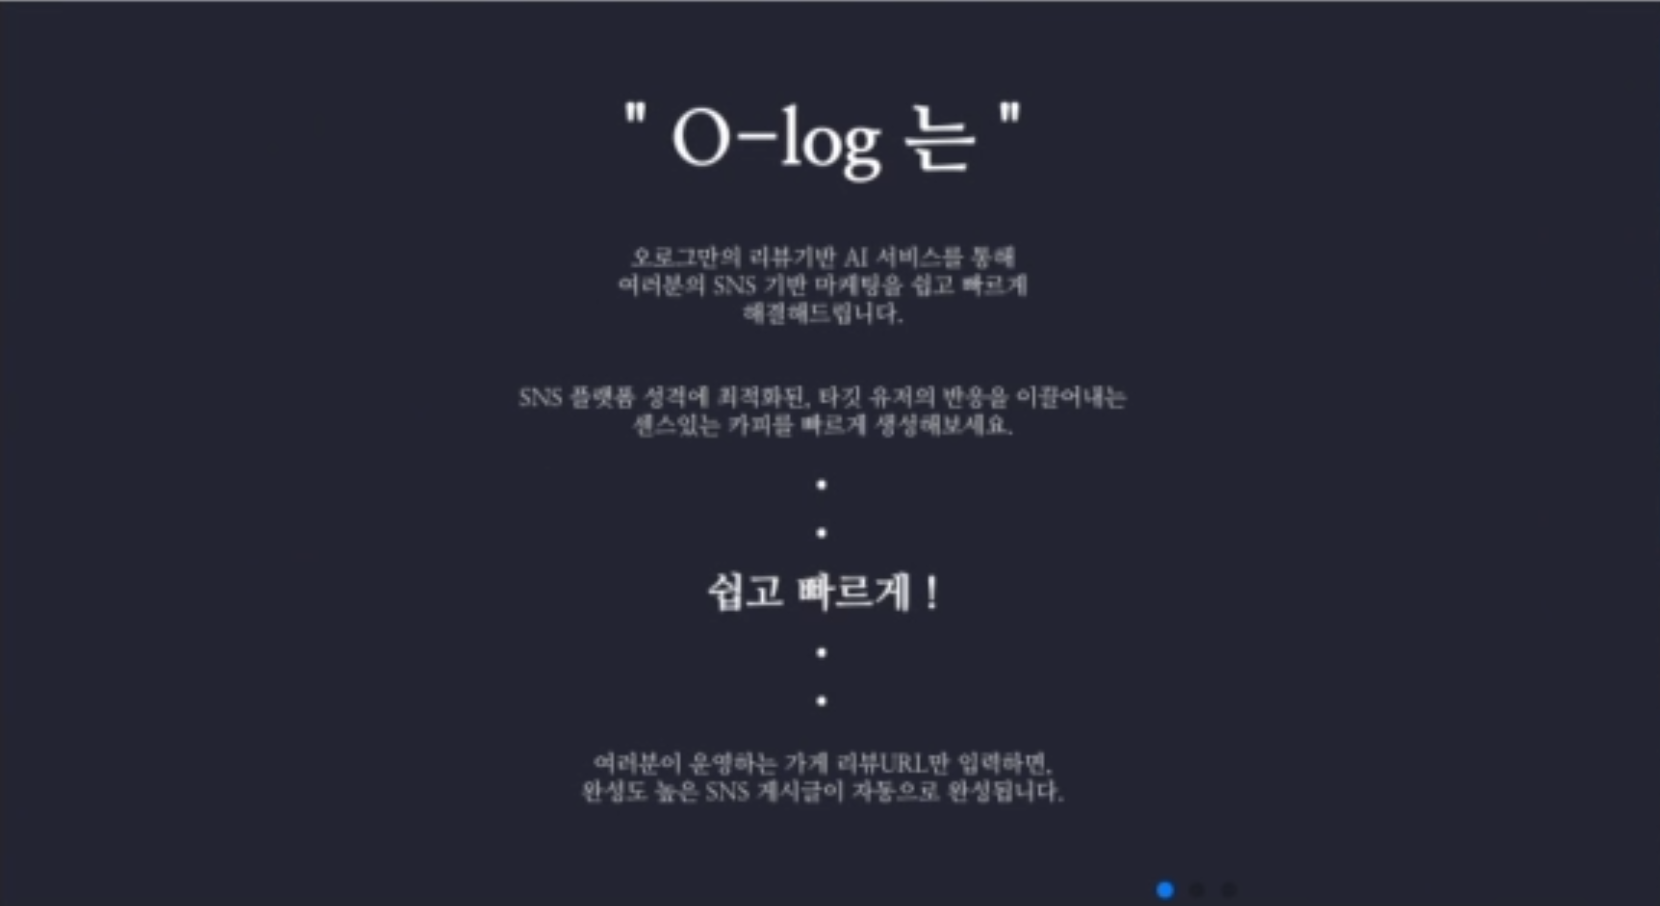 " O-log 는 "
오로그만의 리뷰기반 AI 서비스를 통해
여러분의 SNS 기반 마케팅을 쉽고 빠르게
해결해드립니다.
SNS 플랫폼 성격에 최적화된, 타깃 유저의 반응을 이끌어내는
센스있는 카피를 빠르게 생성해보세요.
쉽고 빠르게 !
여러분이 운영하는 가게 리뷰URL만 입력하면,
완성도 높은 SNS 게시글이 자동으로 완성됩니다.